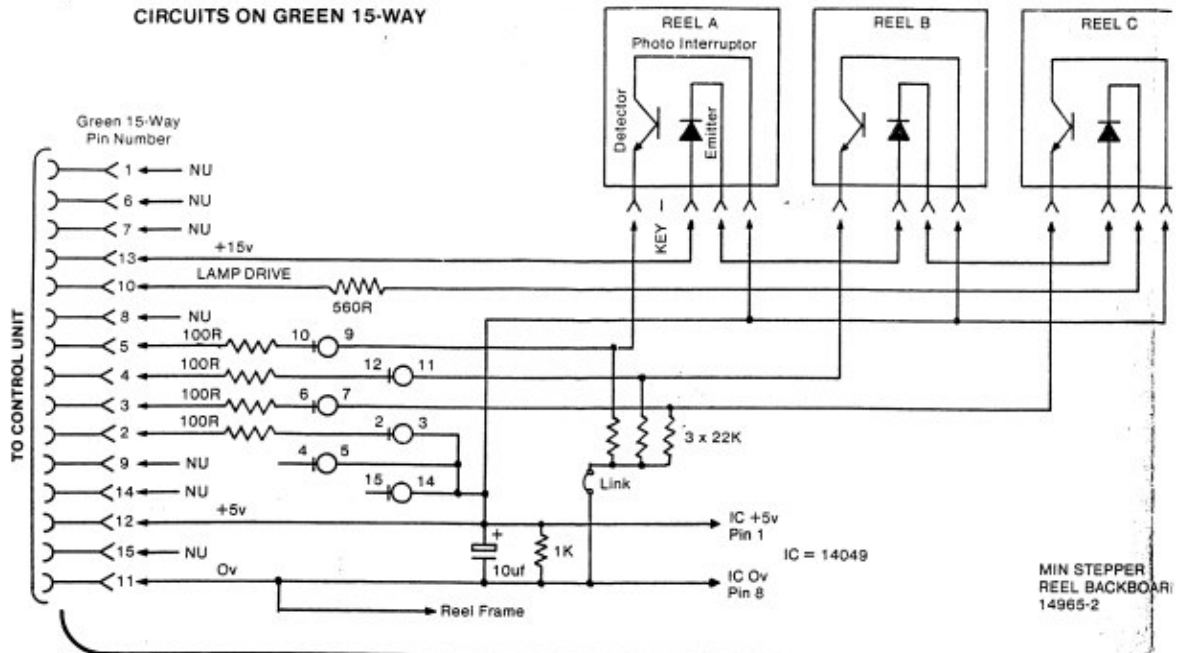 CIRCUITS ON GREEN 15-WAY
REEL A
Photo Interruptor
Detector
Emitter
REEL B
REEL C
KEY –
Green 15-Way
Pin Number
TO CONTROL UNIT
1 NU
6 NU
7 NU
13 +15v
10 LAMP DRIVE
560R
8 NU
5 100R 10 9
4 100R 12 11
3 100R 6 7
2 100R 2 3
3 x 22K
9 NU 4 5
14 NU 15 14
Link
12 +5v
IC +5v
Pin 1
15 NU
+
10uf
1K
IC = 14049
11 Ov
IC Ov
Pin 8
Reel Frame
MIN STEPPER
REEL BACKBOAR
14965-2